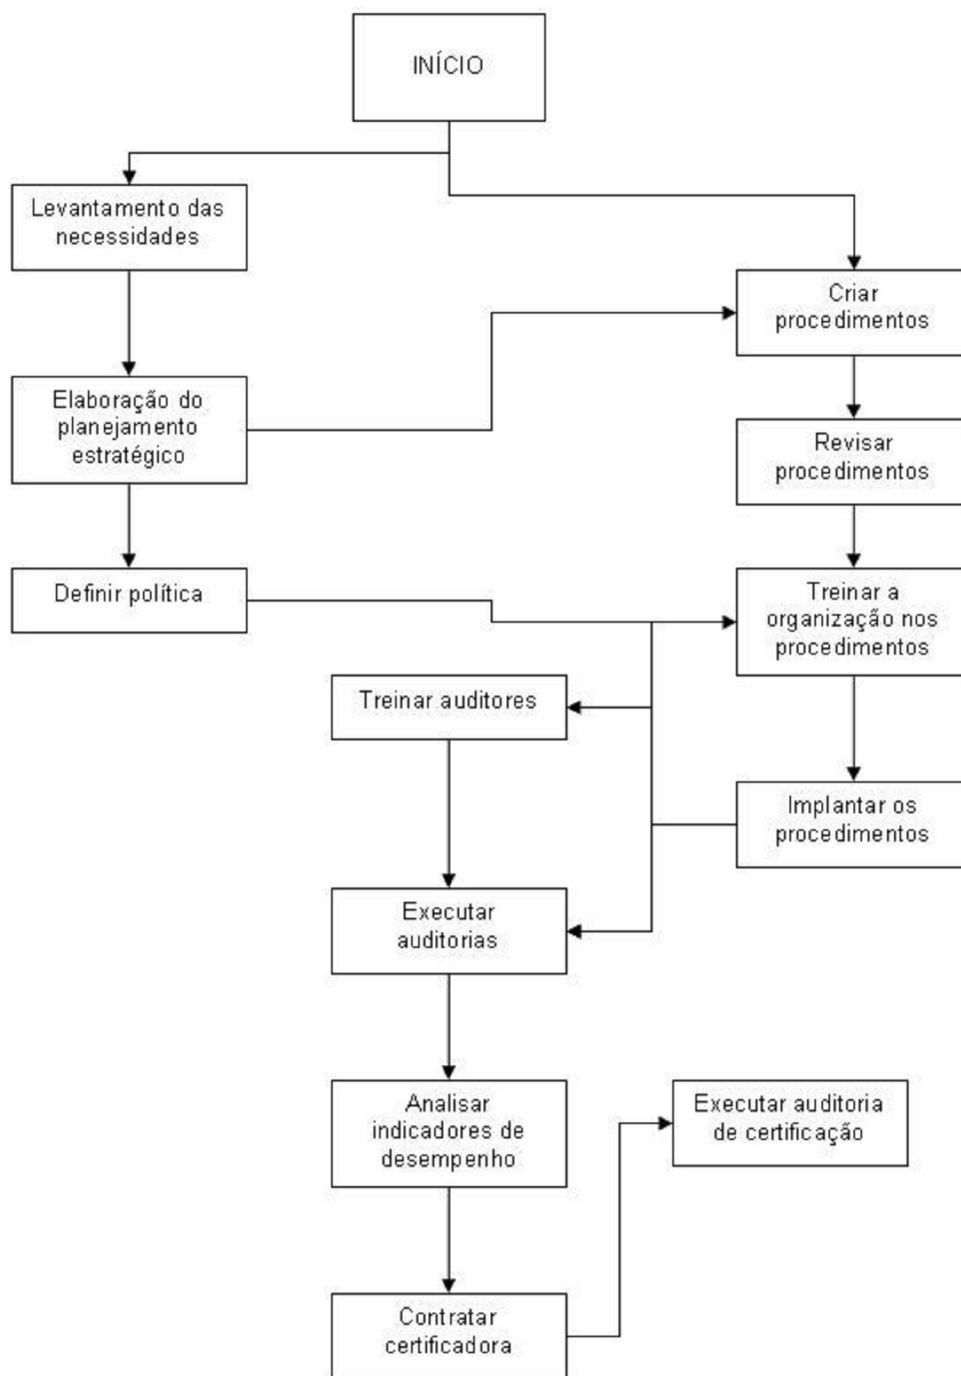 INÍCIO
Levantamento das
necessidades
Criar
procedimentos
Elaboração do
planejamento
estratégico
Revisar
procedimentos
Definir política
Treinar a
organização nos
procedimentos
Treinar auditores
Implantar os
procedimentos
Executar
auditorias
Analisar
indicadores de
desempenho
Executar auditoria
de certificação
Contratar
certificadora